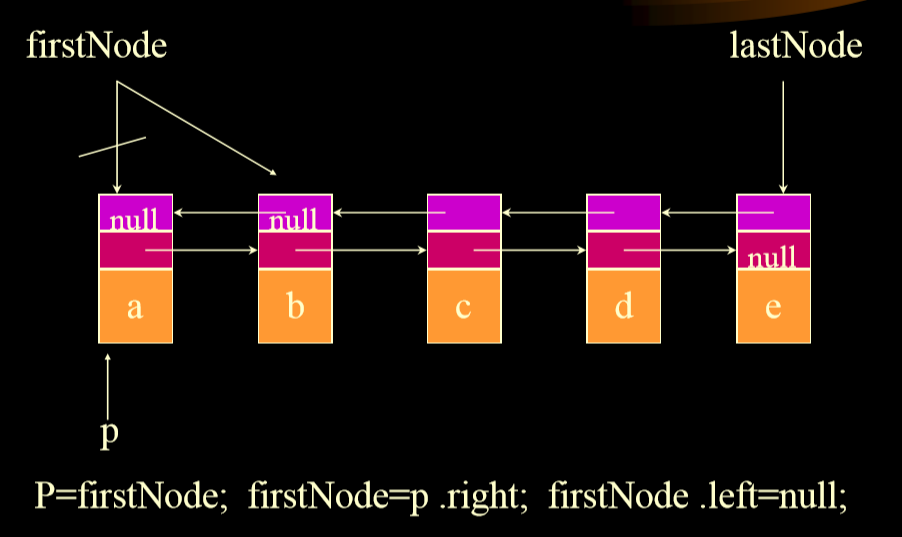 firstNode lastNode
null null
null
a b c d e
p
P=firstNode; firstNode=p .right; firstNode .left=null;